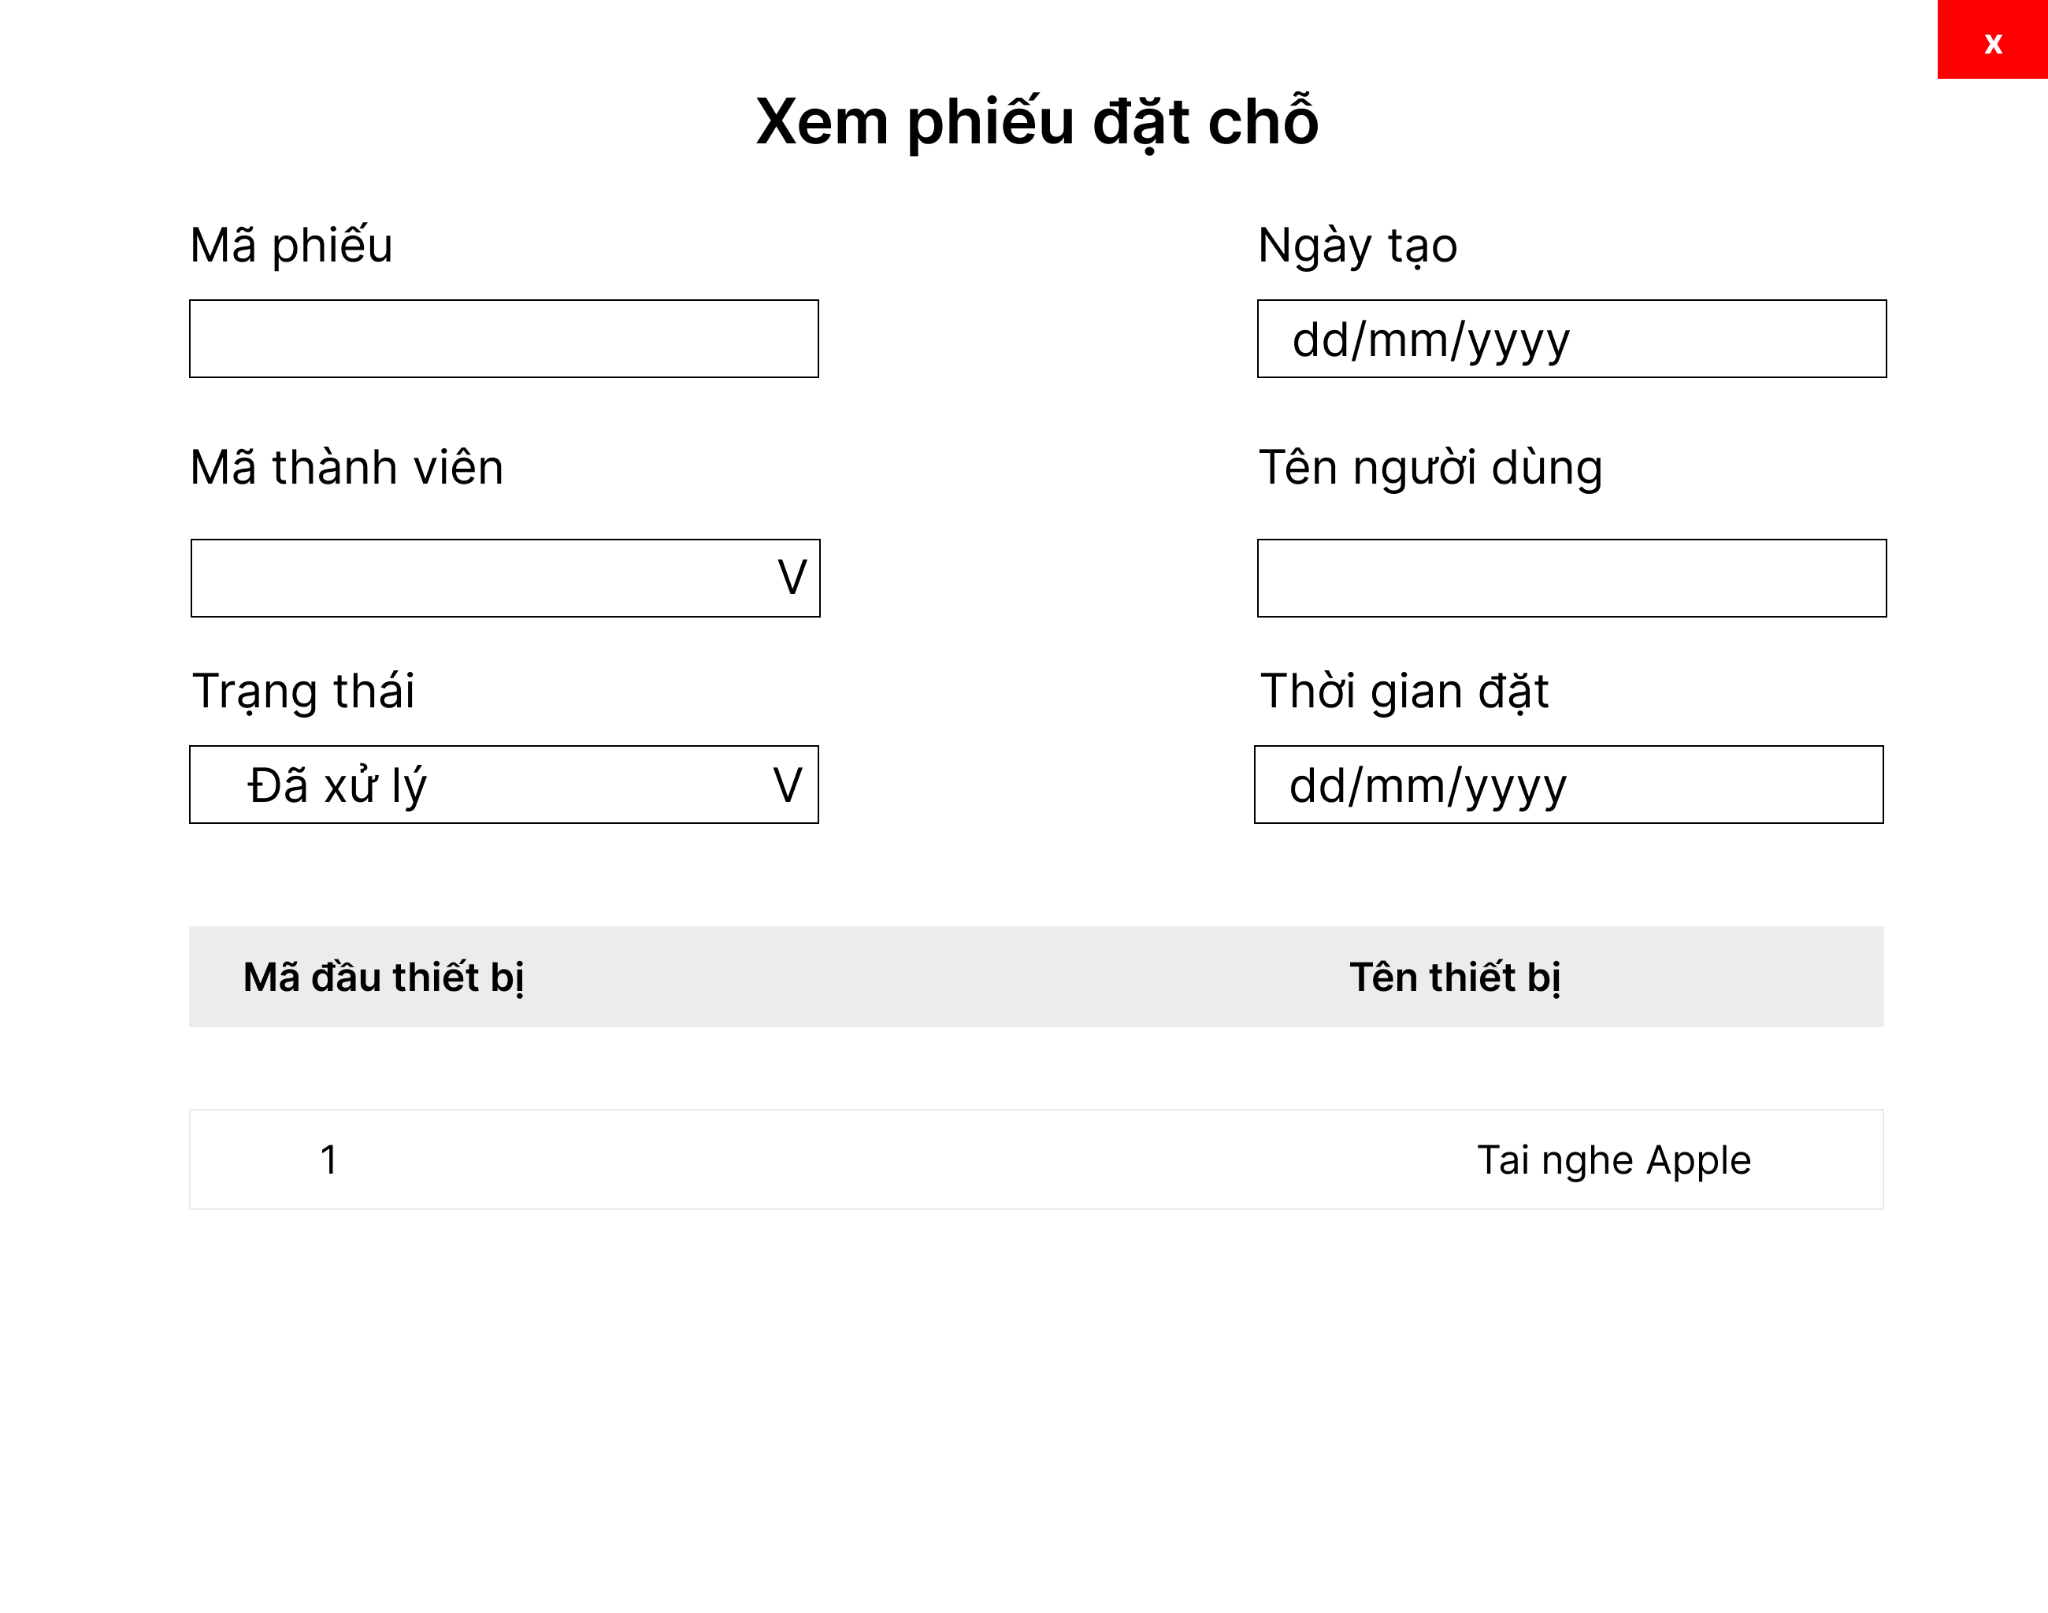 x
Xem phiếu đặt chỗ
Mã phiếu
Ngày tạo
dd/mm/yyyy
Mã thành viên
Tên người dùng
V
Trạng thái
Thời gian đặt
Đã xử lý V
dd/mm/yyyy
Mã đầu thiết bị
Tên thiết bị
1
Tai nghe Apple